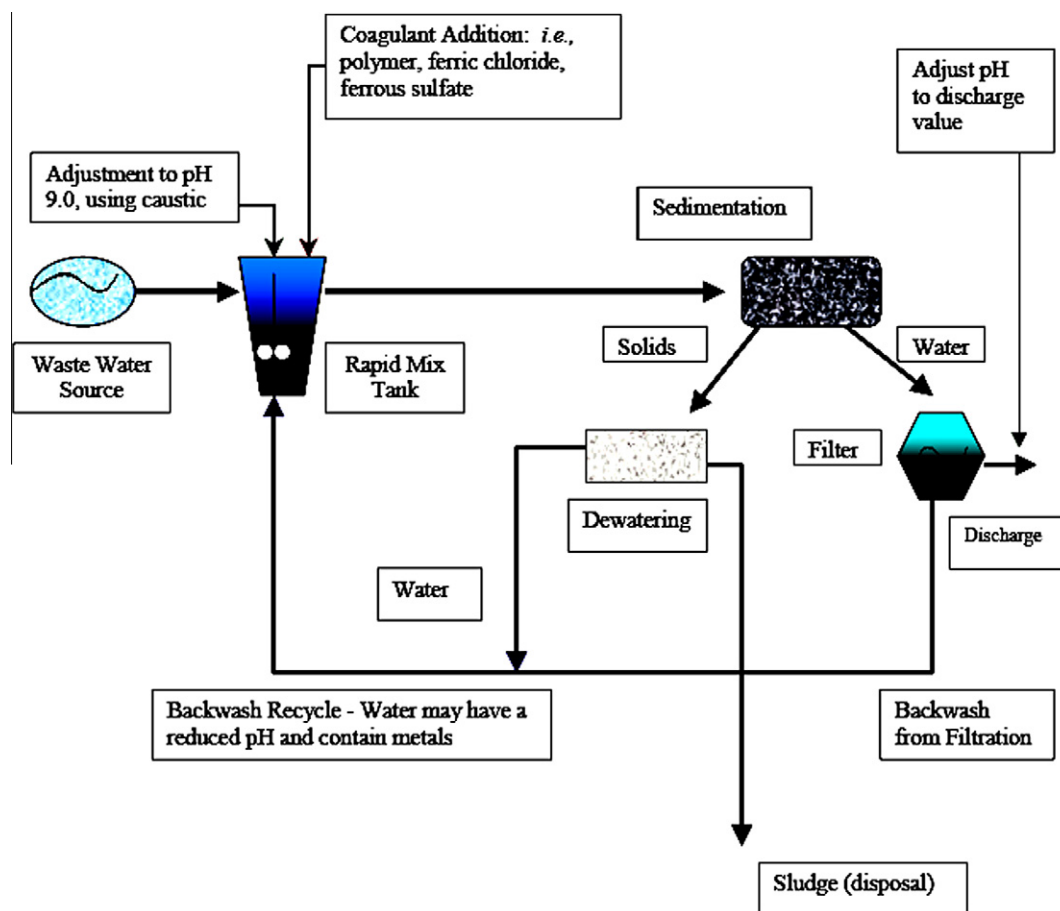 Coagulant Addition: i.e.,
polymer, ferric chloride,
ferrous sulfate
Adjust pH
to discharge
value
Adjustment to pH
9.0, using caustic
Sedimentation
Waste Water
Source
Rapid Mix
Tank
Solids
Water
Filter
Dewatering
Discharge
Water
Backwash Recycle - Water may have a
reduced pH and contain metals
Backwash
from Filtration
Sludge (disposal)